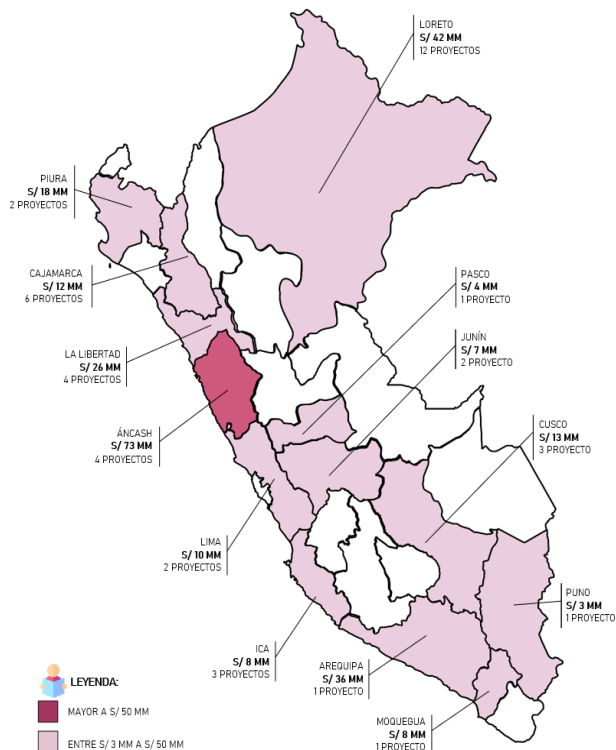 LORETO
S/ 42 MM
12 PROYECTOS
PIURA
S/ 18 MM
2 PROYECTOS
CAJAMARCA
S/ 12 MM
6 PROYECTOS
PASCO
S/ 4 MM
1 PROYECTO
JUNÍN
S/ 7 MM
2 PROYECTO
LA LIBERTAD
S/ 26 MM
4 PROYECTOS
CUSCO
S/ 13 MM
3 PROYECTO
ÁNCASH
S/ 73 MM
4 PROYECTOS
LIMA
S/ 10 MM
2 PROYECTOS
PUNO
S/ 3 MM
1 PROYECTO
ICA
S/ 8 MM
3 PROYECTOS
AREQUIPA
S/ 36 MM
1 PROYECTO
MOQUEGUA
S/ 8 MM
1 PROYECTO
LEYENDA:
MAYOR A S/ 50 MM
ENTRE S/ 3 MM A S/ 50 MM